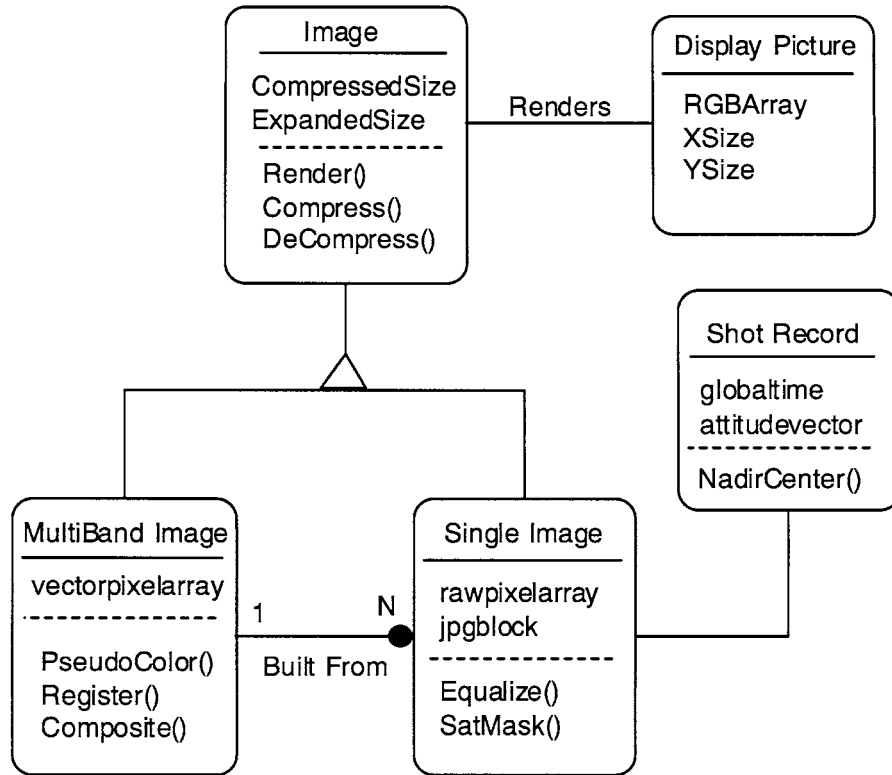 Image
CompressedSize
ExpandedSize
Render()
Compress()
DeCompress()
Renders
Display Picture
RGBArray
XSize
YSize
Shot Record
globaltime
attitudevector
NadirCenter()
MultiBand Image
vectorpixelarray
PseudoColor()
Register()
Composite()
1
N
Built From
Single Image
rawpixelarray
jpgblock
Equalize()
SatMask()